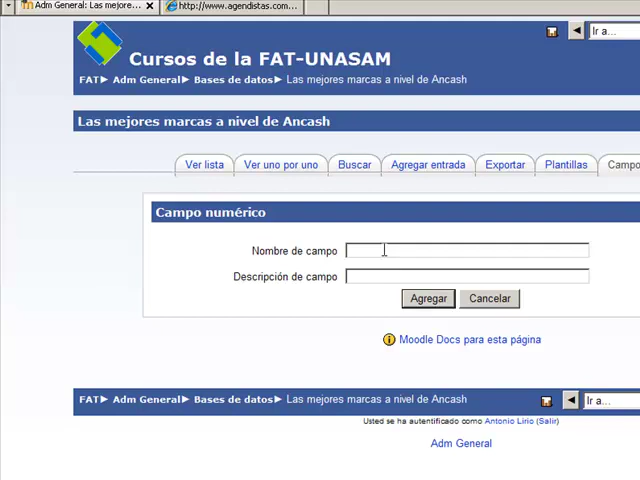 Adm General: Las mejore...
http://www.agendistas.com...
Cursos de la FAT-UNASAM
Ir a...
FAT► Adm General► Bases de datos► Las mejores marcas a nivel de Ancash
Las mejores marcas a nivel de Ancash
Ver lista
Ver uno por uno
Buscar
Agregar entrada
Exportar
Plantillas
Campo
Campo numérico
Nombre de campo
Descripción de campo
Agregar
Cancelar
Moodle Docs para esta página
FAT► Adm General► Bases de datos► Las mejores marcas a nivel de Ancash
Ir a...
Usted se ha autentificado como Antonio Lirio (Salir)
Adm General